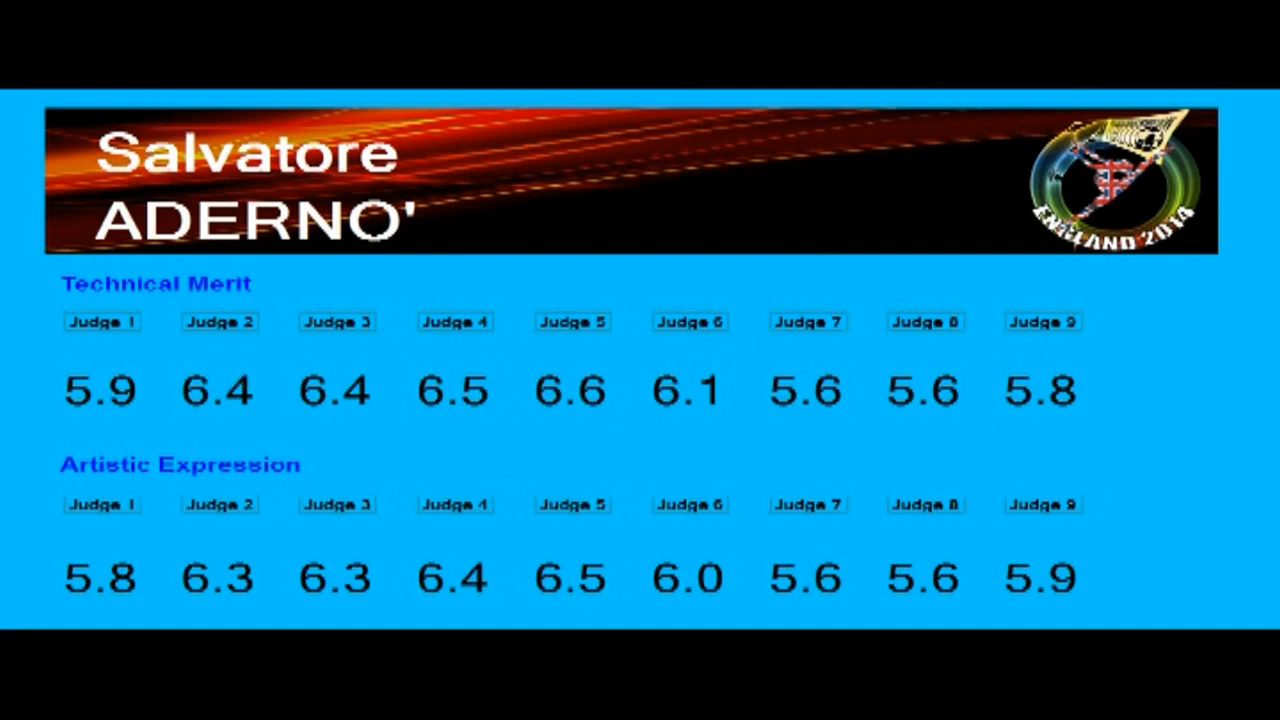 Salvatore
ADERNO'
ENGLAND 2014
Technical Merit
Judge 1 Judge 2 Judge 3 Judge 4 Judge 5 Judge 6 Judge 7 Judge 8 Judge 9
5.9 6.4 6.4 6.5 6.6 6.1 5.6 5.6 5.8
Artistic Expression
Judge 1 Judge 2 Judge 3 Judge 4 Judge 5 Judge 6 Judge 7 Judge 8 Judge 9
5.8 6.3 6.3 6.4 6.5 6.0 5.6 5.6 5.9